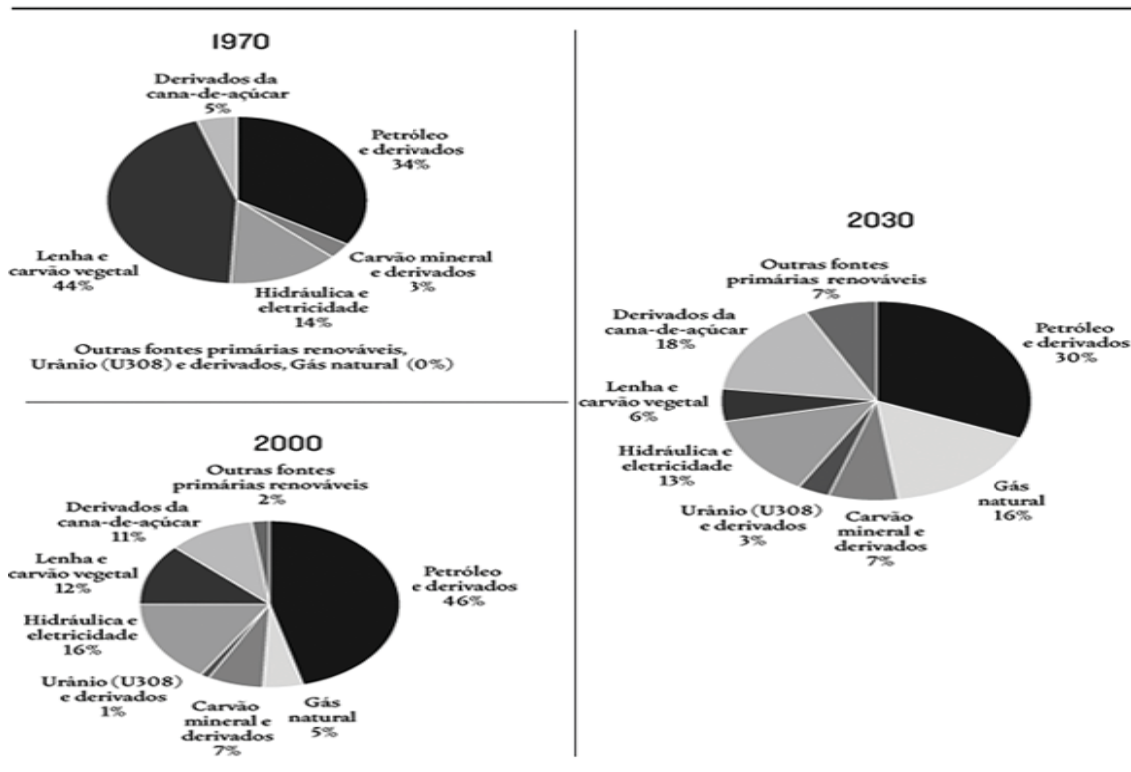 1970
Derivados da
cana-de-açúcar
5%
Petróleo
e derivados
34%
Lenha e
carvão vegetal
44%
Carvão mineral
e derivados
3%
Hidráulica e
eletricidade
14%
Outras fontes primárias renováveis,
Urânio (U308) e derivados, Gás natural (0%)
2000
Outras fontes
primárias renováveis
2%
Derivados da
cana-de-açúcar
11%
Lenha e
carvão vegetal
12%
Petróleo
e derivados
46%
Hidráulica e
eletricidade
16%
Urânio (U308)
e derivados
1%
Carvão
mineral e
derivados
7%
Gás
natural
5%
2030
Outras fontes
primárias renováveis
7%
Derivados da
cana-de-açúcar
18%
Petróleo
e derivados
30%
Lenha e
carvão vegetal
6%
Hidráulica e
eletricidade
13%
Urânio (U308)
e derivados
3%
Carvão
mineral e
derivados
7%
Gás
natural
16%